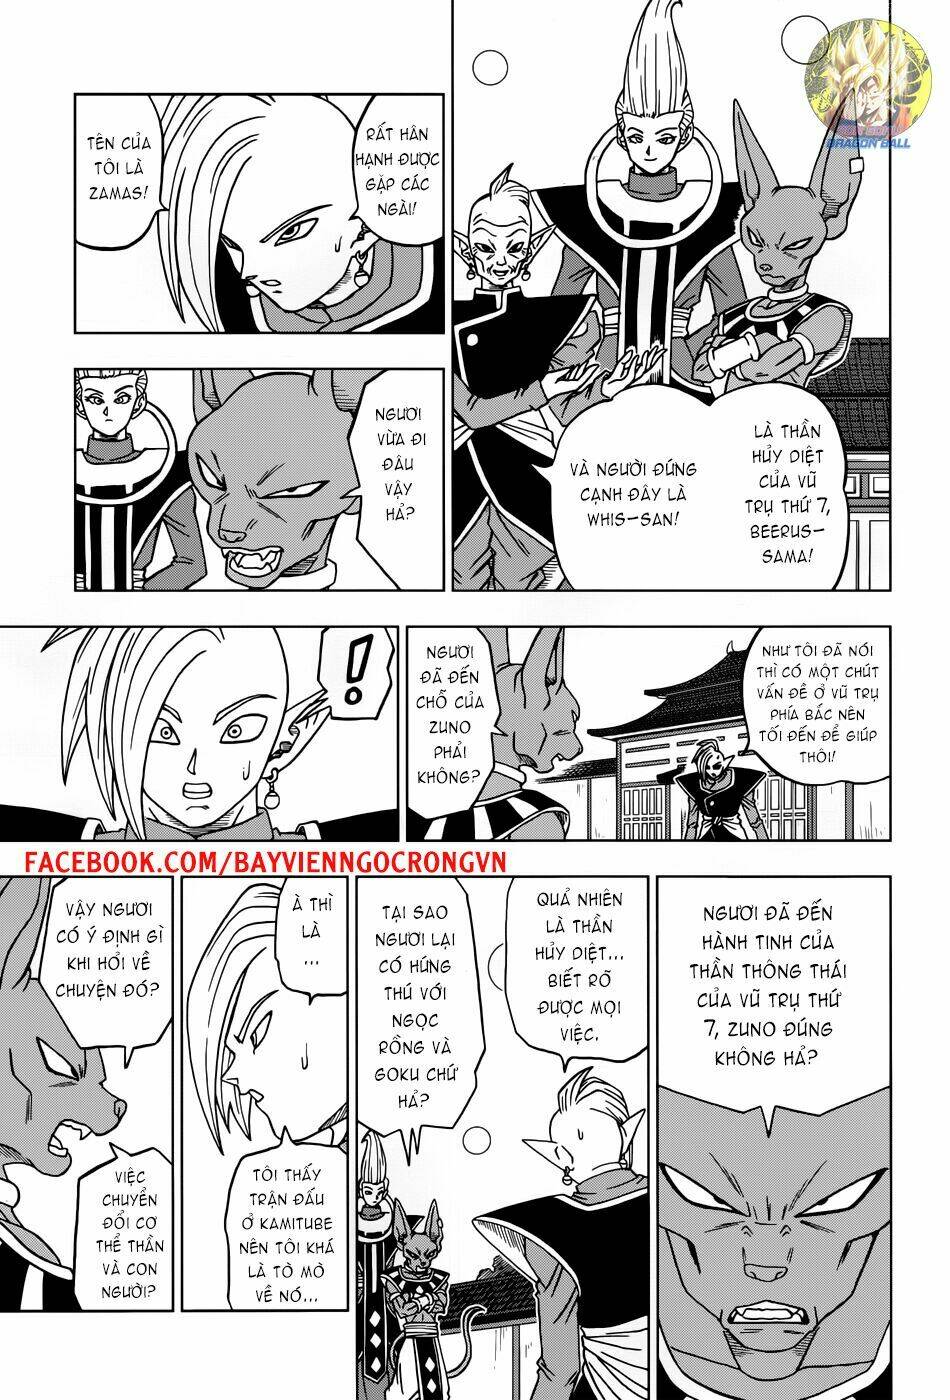 DRAGON BALL
LÀ THẦN
HỦY DIỆT
CỦA VŨ
TRỤ THỨ 7,
BEERUS-
SAMA!
VÀ NGƯỜI ĐỨNG
CẠNH ĐÂY LÀ
WHIS-SAN!
RẤT HÂN
HẠNH ĐƯỢC
GẶP CÁC
NGÀI!
TÊN CỦA
TÔI LÀ
ZAMAS!
NGƯƠI
VỪA ĐI
ĐÂU
VẬY
HẢ?
NHƯ TÔI ĐÃ NÓI
THÌ CÓ MỘT CHÚT
VẤN ĐỀ Ở VŨ TRỤ
PHÍA BẮC NÊN
TỐI ĐẾN ĐỂ GIÚP
THÔI!
NGƯƠI
ĐÃ ĐẾN
CHỖ CỦA
ZUNO
PHẢI
KHÔNG?
!
FACEBOOK.COM/BAYVIENNGOCRONGVN
NGƯƠI ĐÃ ĐẾN
HÀNH TINH CỦA
THẦN THÔNG THÁI
CỦA VŨ TRỤ THỨ
7, ZUNO ĐÚNG
KHÔNG HẢ?
QUẢ NHIÊN
LÀ THẦN
HỦY DIỆT...
BIẾT RÕ
ĐƯỢC MỌI
VIỆC.
TẠI SAO
NGƯƠI LẠI
CÓ HỨNG
THÚ VỚI
NGỌC
RỒNG VÀ
GOKU CHỨ
HẢ?
À THÌ
LÀ
...
TÔI THẤY
TRẬN ĐẤU
Ở KAMITUBE
NÊN TÔI KHÁ
LÀ TÒ MÒ
VỀ NÓ...
VẬY NGƯƠI
CÓ Ý ĐỊNH GÌ
KHI HỎI VỀ
CHUYỆN ĐÓ?
VIỆC
CHUYỂN
ĐỔI CƠ
THỂ THẦN
VÀ CON
NGƯỜI?